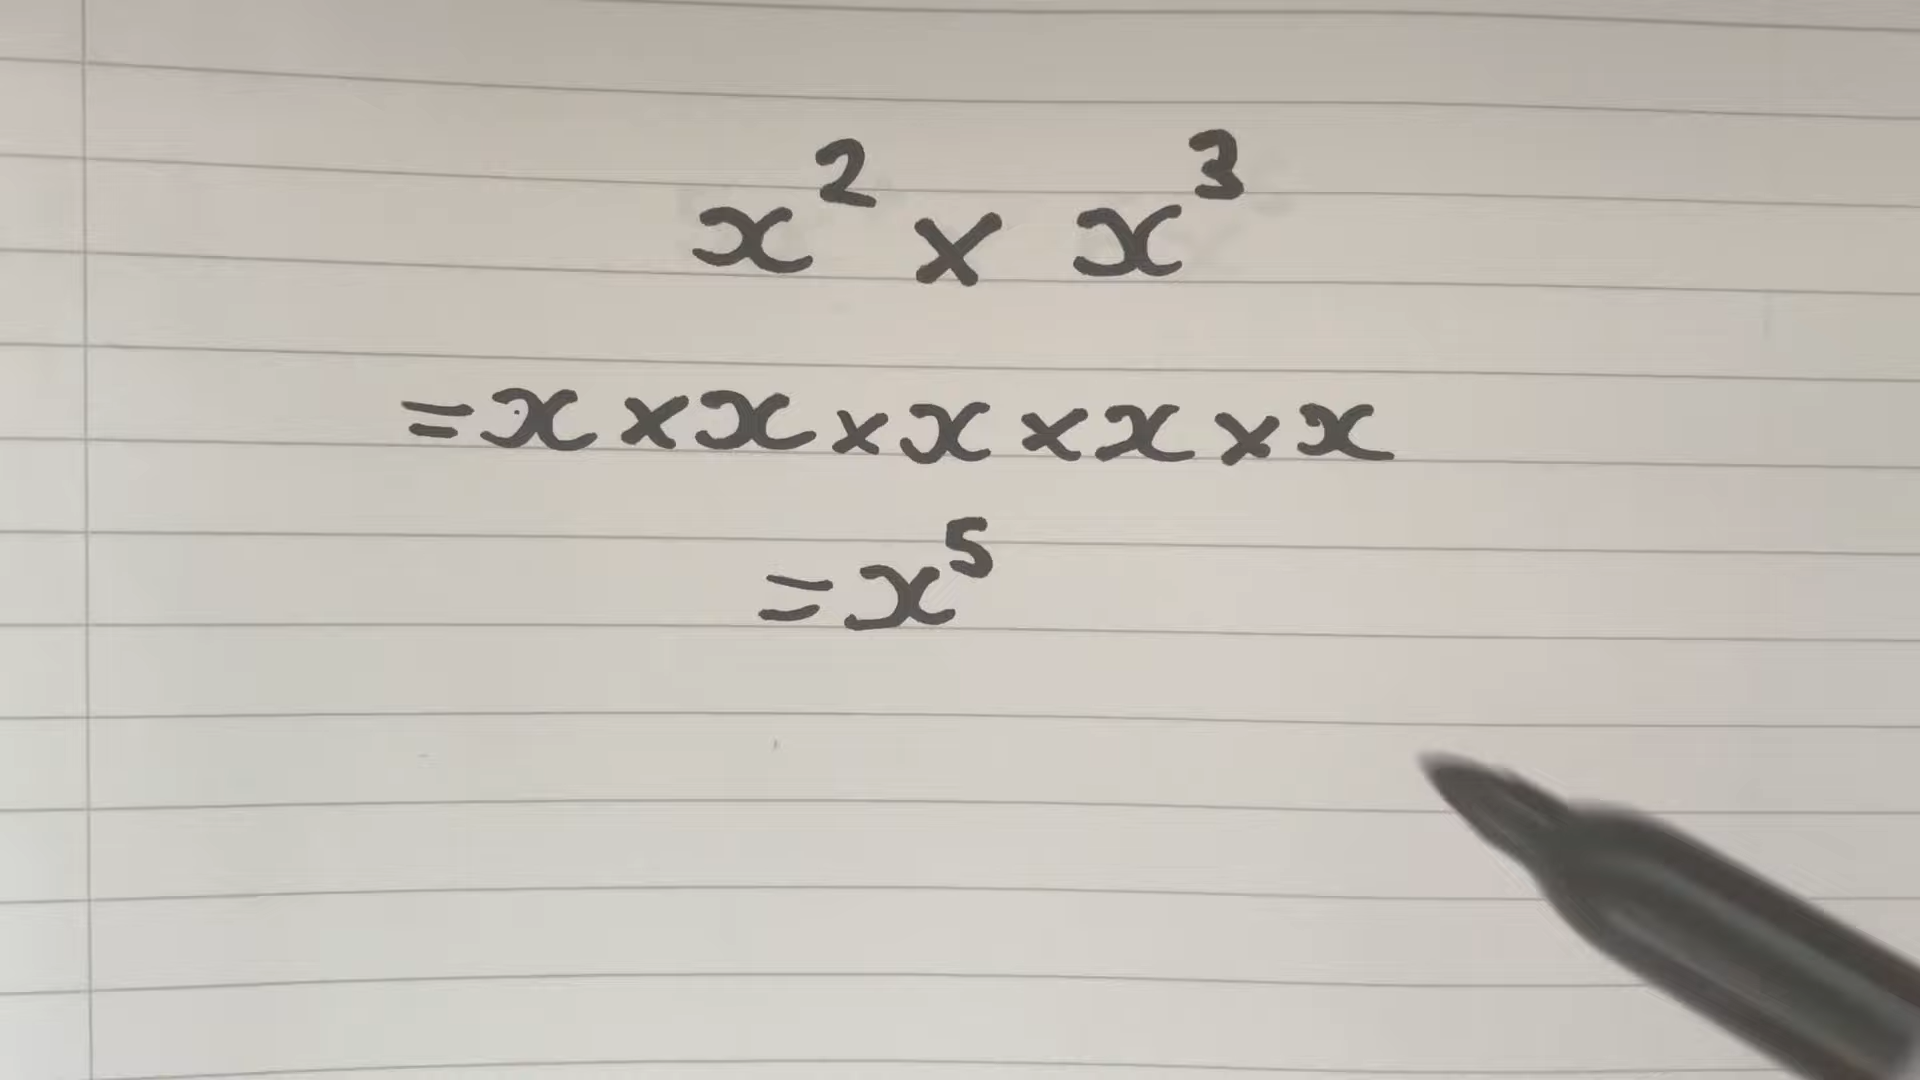 x² × x³
= x × x × x × x × x
= x⁵